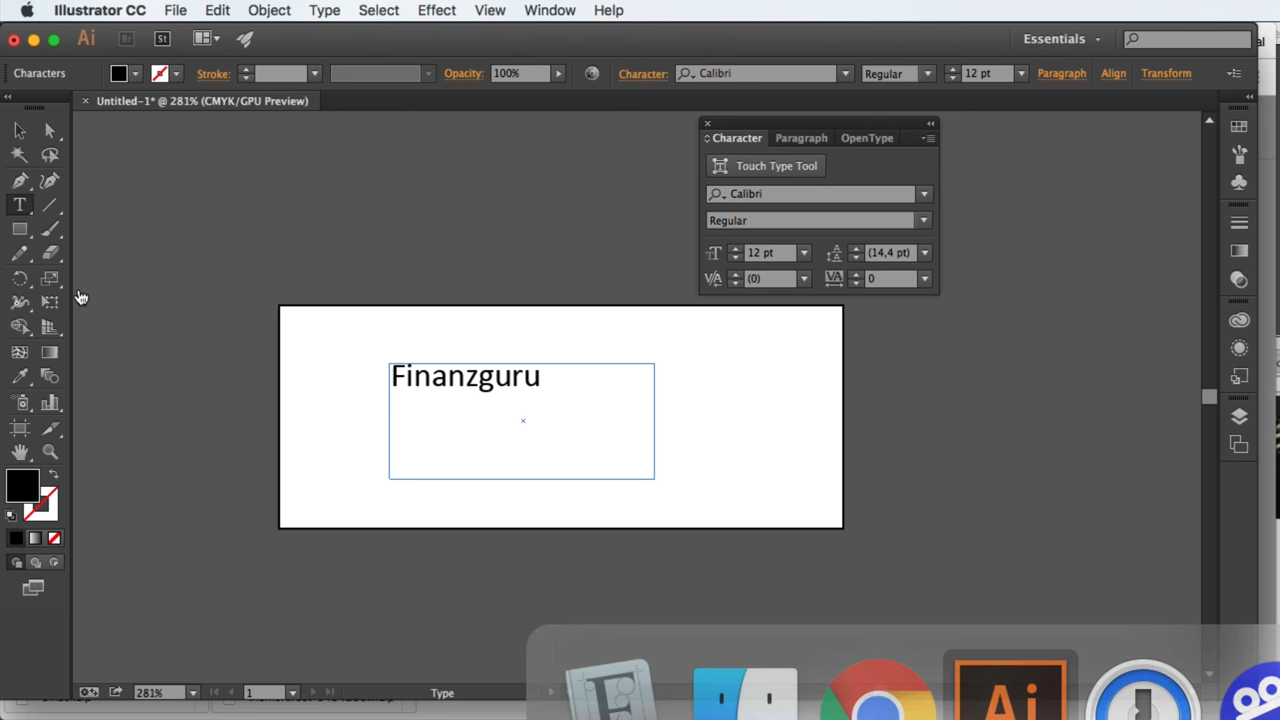 Illustrator CC File Edit Object Type Select Effect View Window Help
Ai Br St Essentials
Characters Stroke: Opacity: 100% Character: Calibri Regular 12 pt Paragraph Align Transform
× Untitled-1* @ 281% (CMYK/GPU Preview)
Character Paragraph OpenType
Touch Type Tool
Calibri
Regular
12 pt (14,4 pt)
(0) 0
Finanzguru
281% 1 Type
Ai